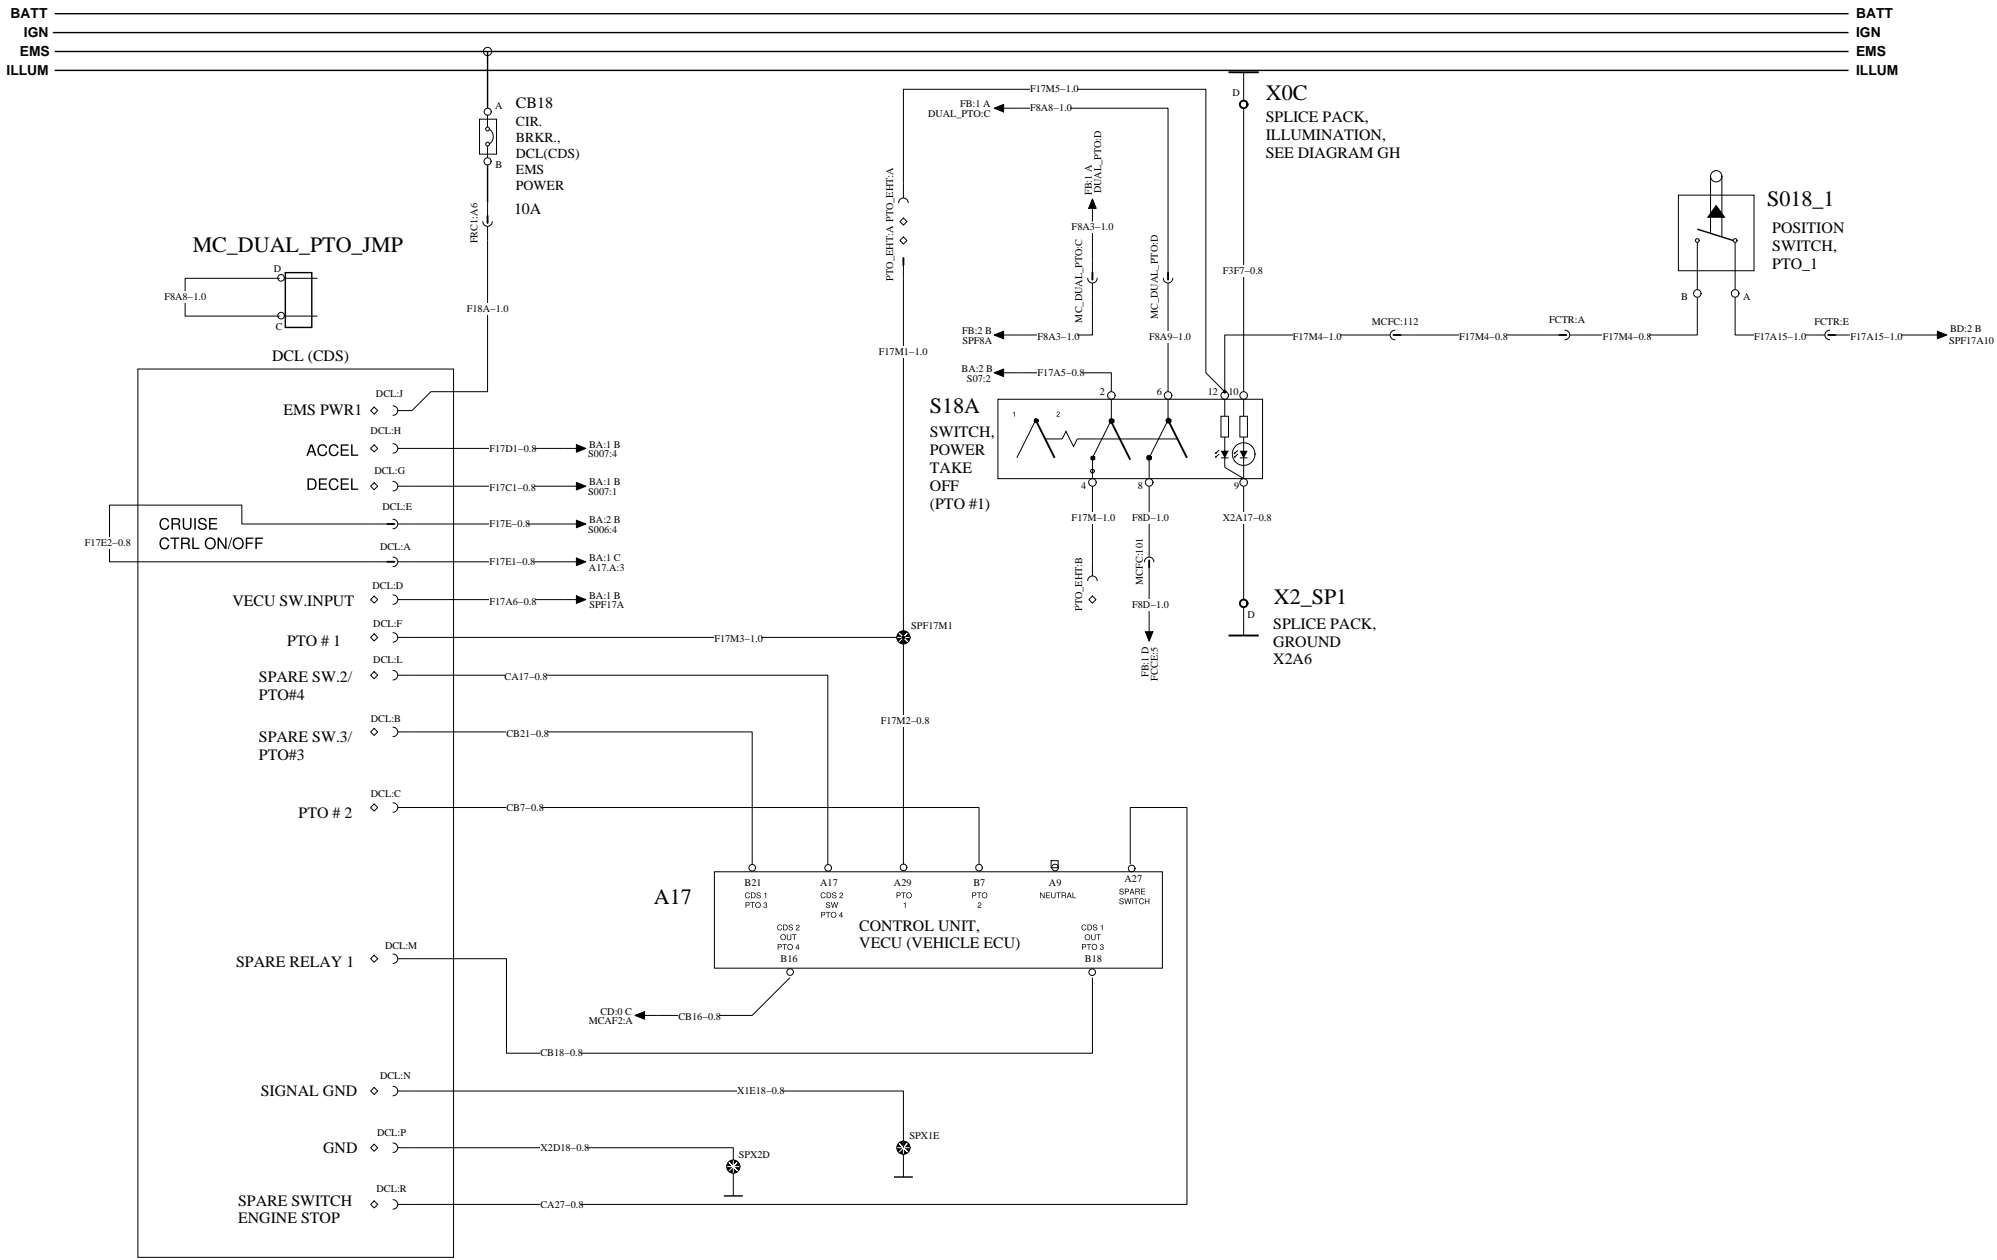 BATT
BATT
IGN
IGN
EMS
EMS
ILLUM
ILLUM
A
CB18
CIR.
BRKR.,
DCL(CDS)
EMS
POWER
10A
B
FRC1:A6
F18A−1.0
MC_DUAL_PTO_JMP
D
F8A8−1.0
C
F17M5−1.0
FB:1 A
DUAL_PTO:C
F8A8−1.0
FB:1 A
DUAL_PTO:D
F8A3−1.0
PTO_EHT:A PTO_EHT:A
MC_DUAL_PTO:C
MC_DUAL_PTO:D
FB:2 B
SPF8A
F8A3−1.0
F8A9−1.0
F17M1−1.0
BA:2 B
S07:2
F17A5−0.8
D
X0C
SPLICE PACK,
ILLUMINATION,
SEE DIAGRAM GH
F3F7−0.8
S018_1
POSITION
SWITCH,
PTO_1
B
A
F17M4−1.0
MCFC:112
F17M4−0.8
FCTR:A
F17M4−0.8
F17A15−1.0
FCTR:E
F17A15−1.0
BD:2 B
SPF17A10
S18A
SWITCH,
POWER
TAKE
OFF
(PTO #1)
1
2
2
6
12
10
4
8
9
F17M−1.0
F8D−1.0
X2A17−0.8
PTO_EHT:B
MCFC:101
F8D−1.0
FB:1 D
FCCE:5
D
X2_SP1
SPLICE PACK,
GROUND
X2A6
DCL (CDS)
EMS PWR1
DCL:J
ACCEL
DCL:H
F17D1−0.8
BA:1 B
S007:4
DECEL
DCL:G
F17C1−0.8
BA:1 B
S007:1
CRUISE
CTRL ON/OFF
F17E2−0.8
DCL:E
F17E−0.8
BA:2 B
S006:4
DCL:A
F17E1−0.8
BA:1 C
A17.A:3
VECU SW.INPUT
DCL:D
F17A6−0.8
BA:1 B
SPF17A
PTO # 1
DCL:F
F17M3−1.0
SPF17M1
SPARE SW.2/
PTO#4
DCL:L
CA17−0.8
F17M2−0.8
SPARE SW.3/
PTO#3
DCL:B
CB21−0.8
PTO # 2
DCL:C
CB7−0.8
A17
B21
CDS 1
PTO 3
A17
CDS 2
SW
PTO 4
A29
PTO
1
B7
PTO
2
A9
NEUTRAL
A27
SPARE
SWITCH
CONTROL UNIT,
VECU (VEHICLE ECU)
CDS 2
OUT
PTO 4
B16
CDS 1
OUT
PTO 3
B18
SPARE RELAY 1
DCL:M
CD:0 C
MCAF2:A
CB16−0.8
CB18−0.8
SIGNAL GND
DCL:N
X1E18−0.8
SPX1E
GND
DCL:P
X2D18−0.8
SPX2D
SPARE SWITCH
ENGINE STOP
DCL:R
CA27−0.8